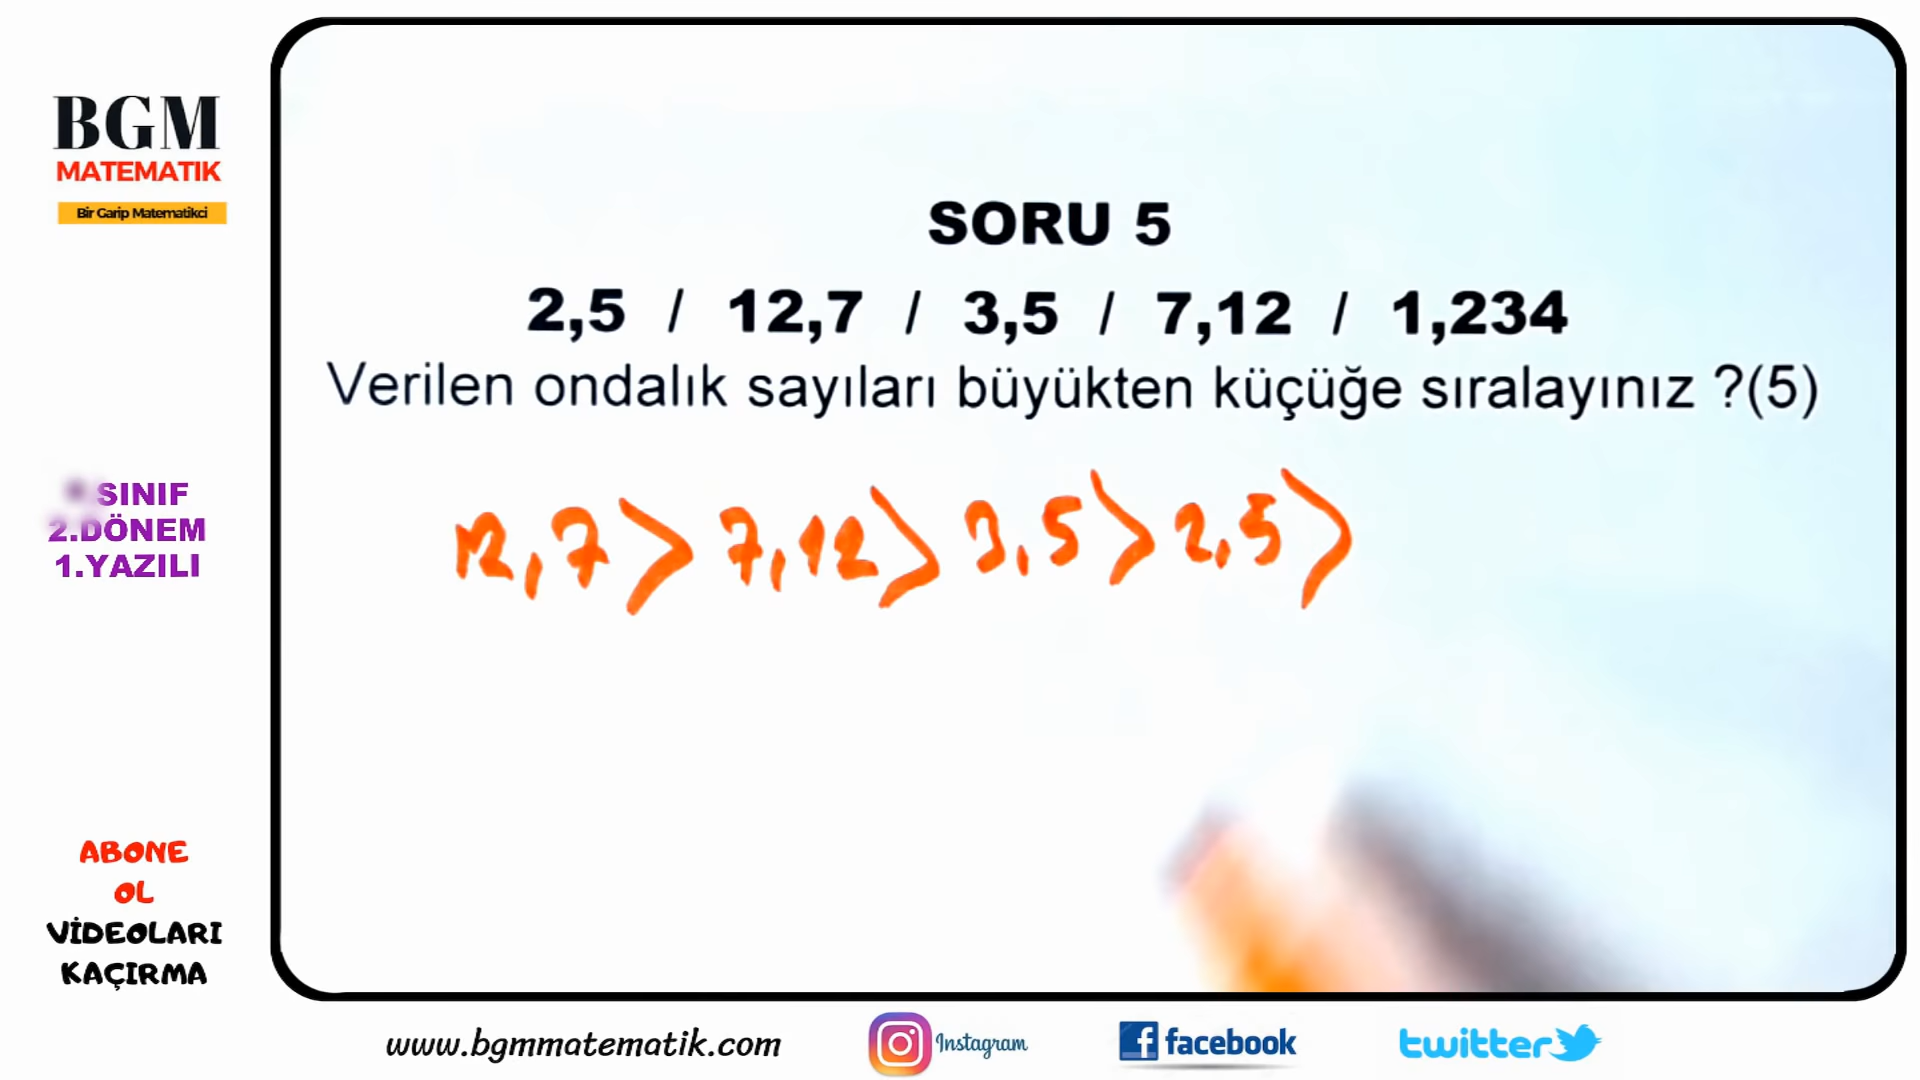 BGM
MATEMATIK
Bir Garip Matematikci
SORU 5
2,5 / 12,7 / 3,5 / 7,12 / 1,234
Verilen ondalık sayıları büyükten küçüğe sıralayınız ?(5)
12,7 > 7,12 > 3,5 > 2,5 >
SINIF
2.DÖNEM
1.YAZILI
ABONE
OL
VİDEOLARI
KAÇIRMA
www.bgmmatematik.com
Instagram
facebook
twitter